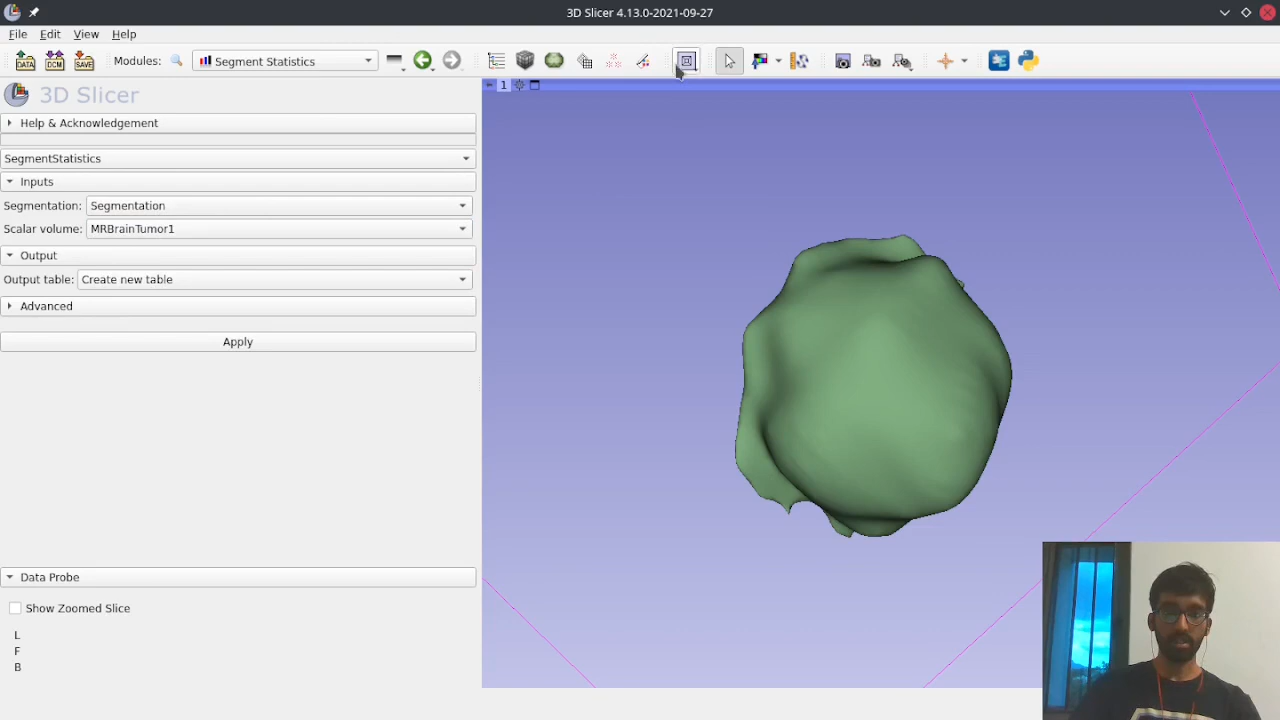 3D Slicer 4.13.0-2021-09-27
File Edit View Help
DATA DCM SAVE Modules: Segment Statistics
1
3D Slicer
Help & Acknowledgement
SegmentStatistics
Inputs
Segmentation: Segmentation
Scalar volume: MRBrainTumor1
Output
Output table: Create new table
Advanced
Apply
Data Probe
Show Zoomed Slice
L
F
B